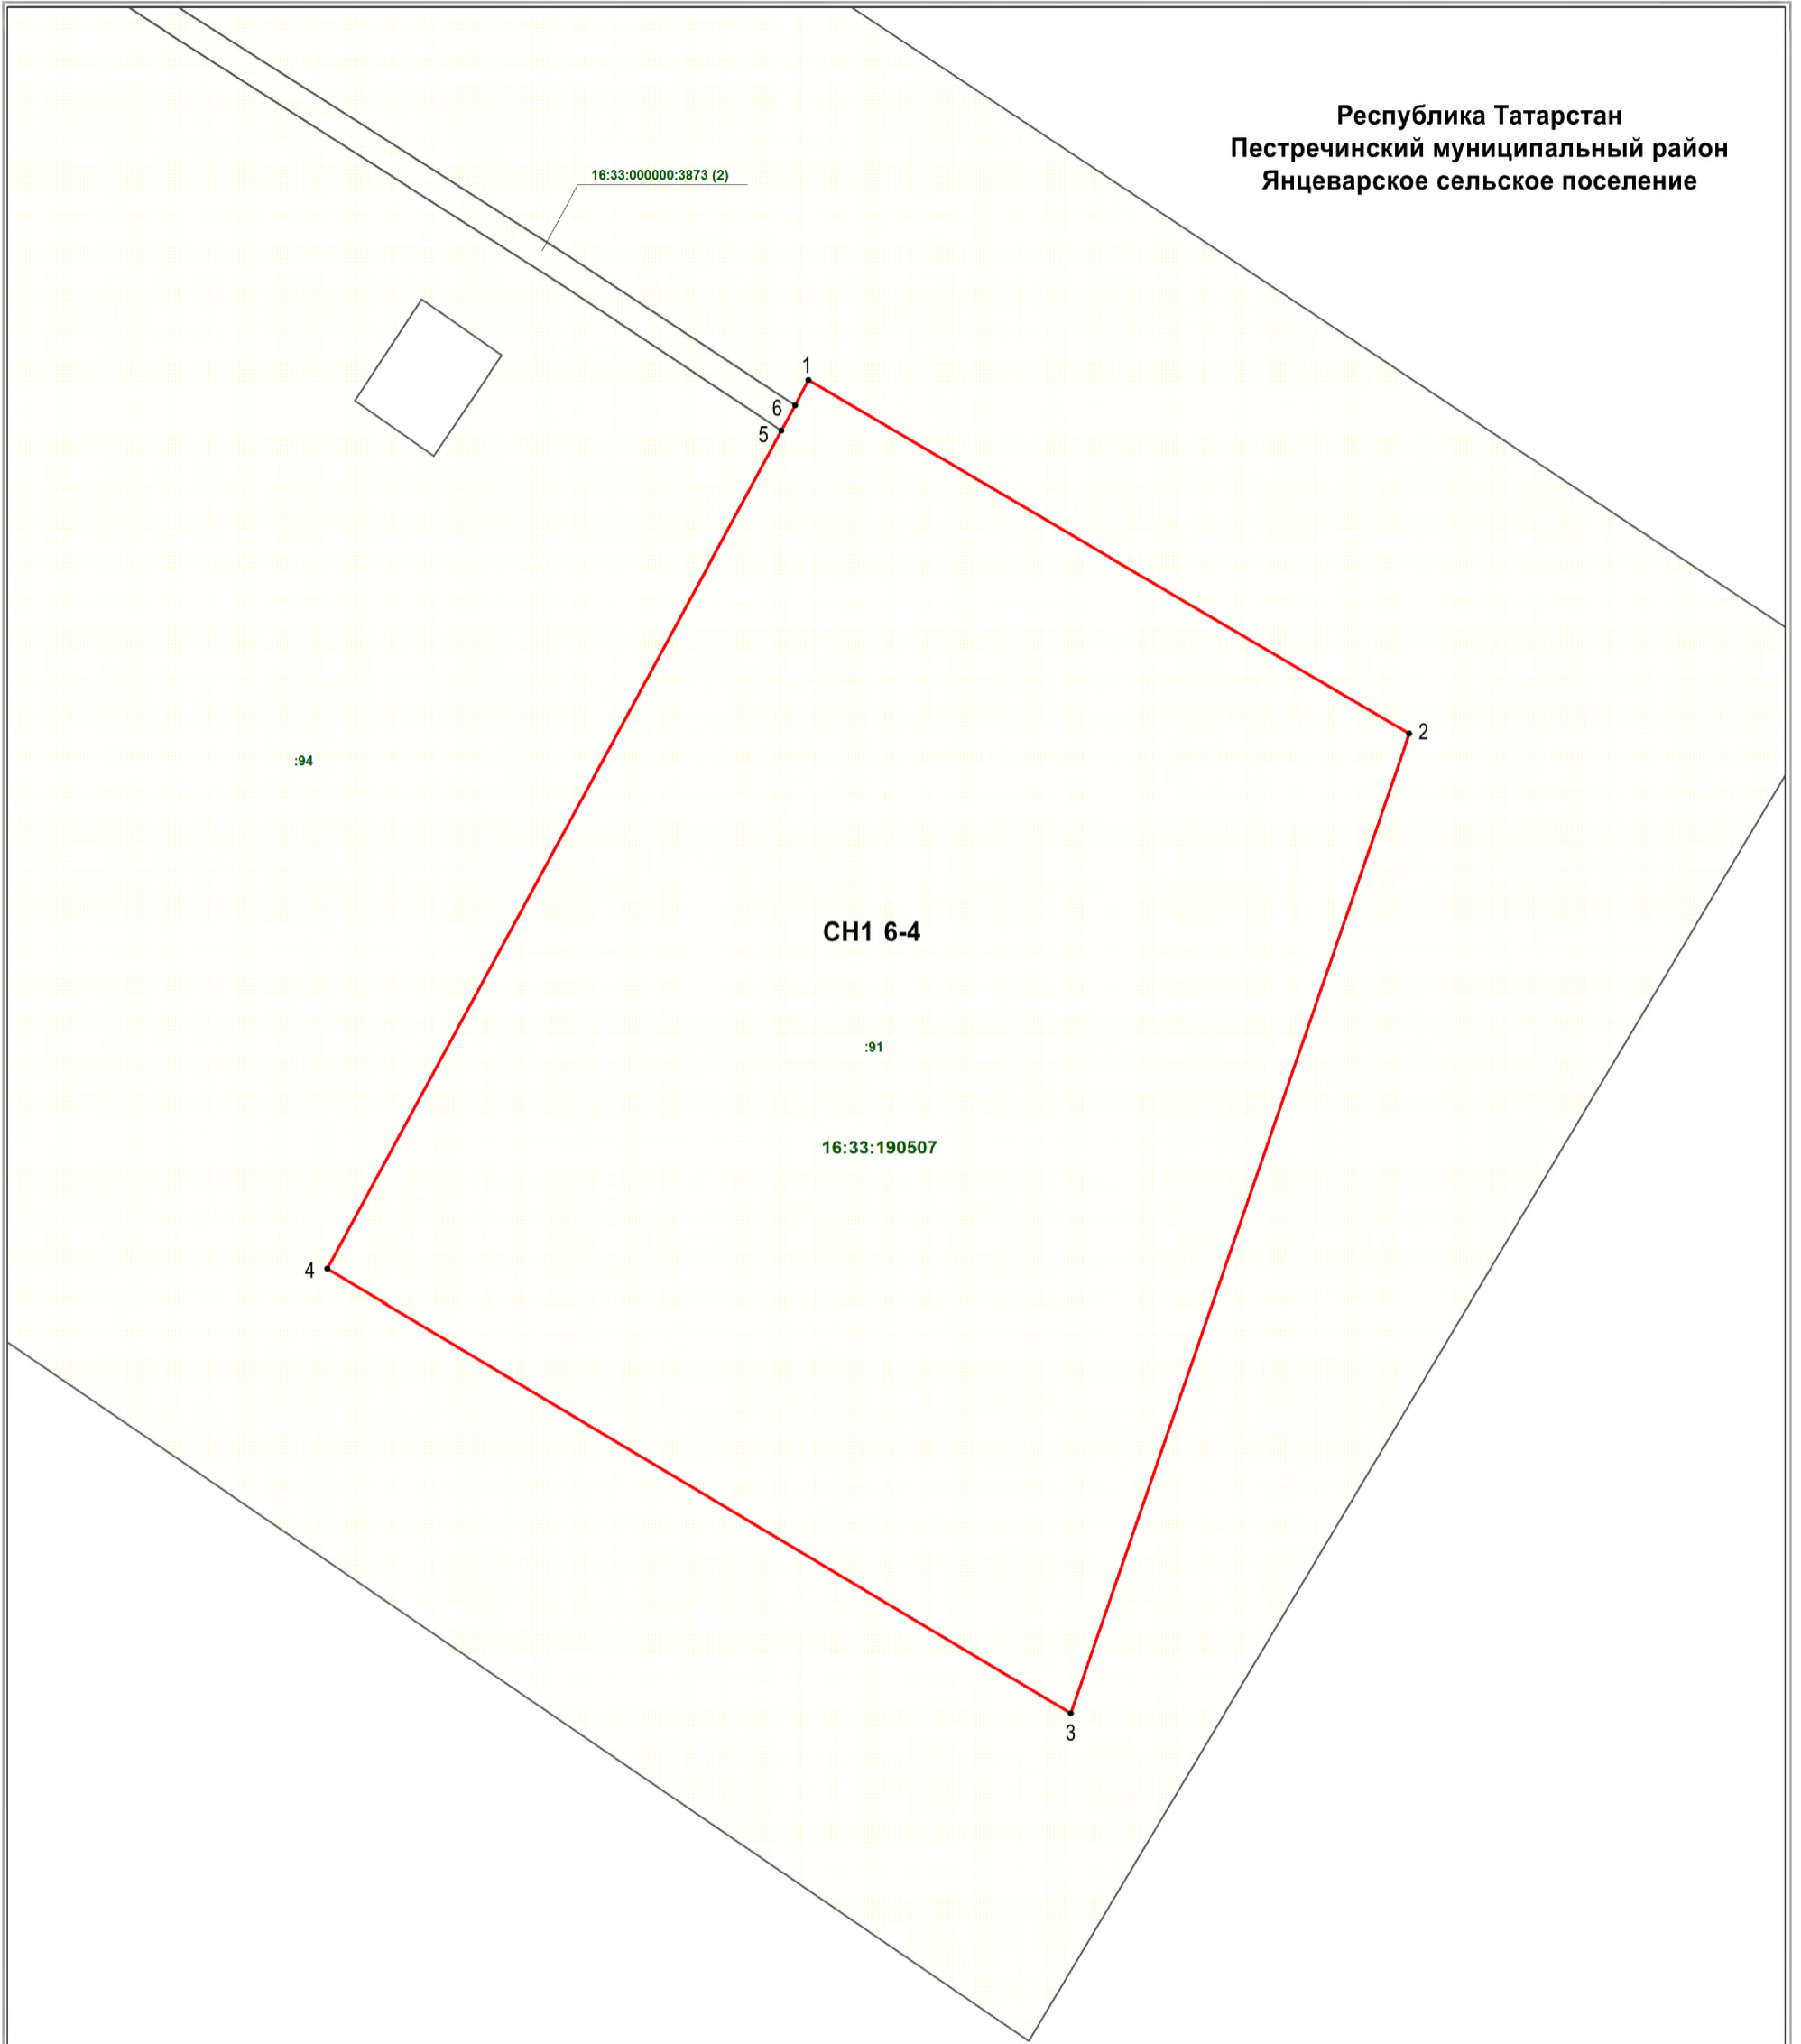 Республика Татарстан
Пестречинский муниципальный район
Янцеварское сельское поселение
16:33:000000:3873 (2)
1
6
5
2
:94
СН1 6-4
:91
16:33:190507
4
3